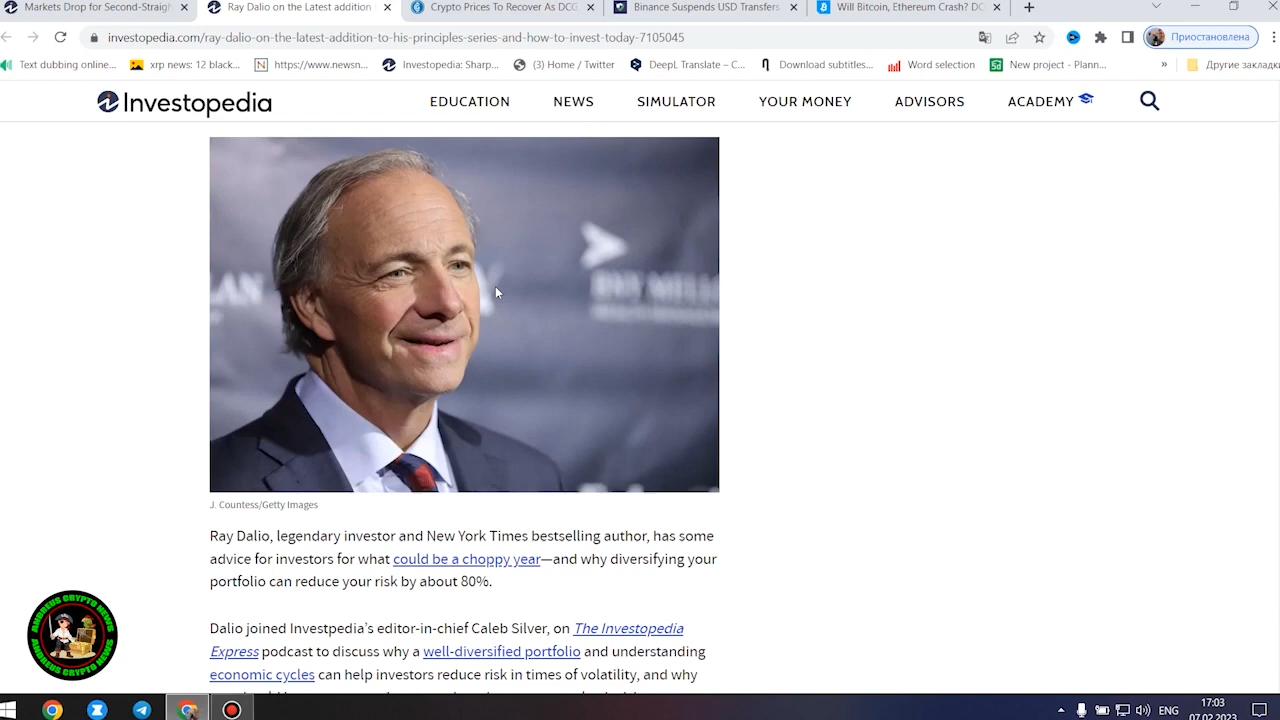 Markets Drop for Second-Straigh
Ray Dalio on the Latest addition
Crypto Prices To Recover As DCG
Binance Suspends USD Transfers
Will Bitcoin, Ethereum Crash? DC
investopedia.com/ray-dalio-on-the-latest-addition-to-his-principles-series-and-how-to-invest-today-7105045
Приостановлена
Text dubbing online...
xrp news: 12 black...
https://www.newsn...
Investopedia: Sharp...
(3) Home / Twitter
DeepL Translate – C...
Download subtitles...
Word selection
New project - Plann...
»
Другие закладки
Investopedia
EDUCATION
NEWS
SIMULATOR
YOUR MONEY
ADVISORS
ACADEMY
J. Countess/Getty Images
Ray Dalio, legendary investor and New York Times bestselling author, has some
advice for investors for what could be a choppy year—and why diversifying your
portfolio can reduce your risk by about 80%.
Dalio joined Investpedia's editor-in-chief Caleb Silver, on The Investopedia
Express podcast to discuss why a well-diversified portfolio and understanding
economic cycles can help investors reduce risk in times of volatility, and why
ANDREUS CRYPTO NEWS
ANDREUS CRYPTO NEWS
ENG
17:03
07.02.2023